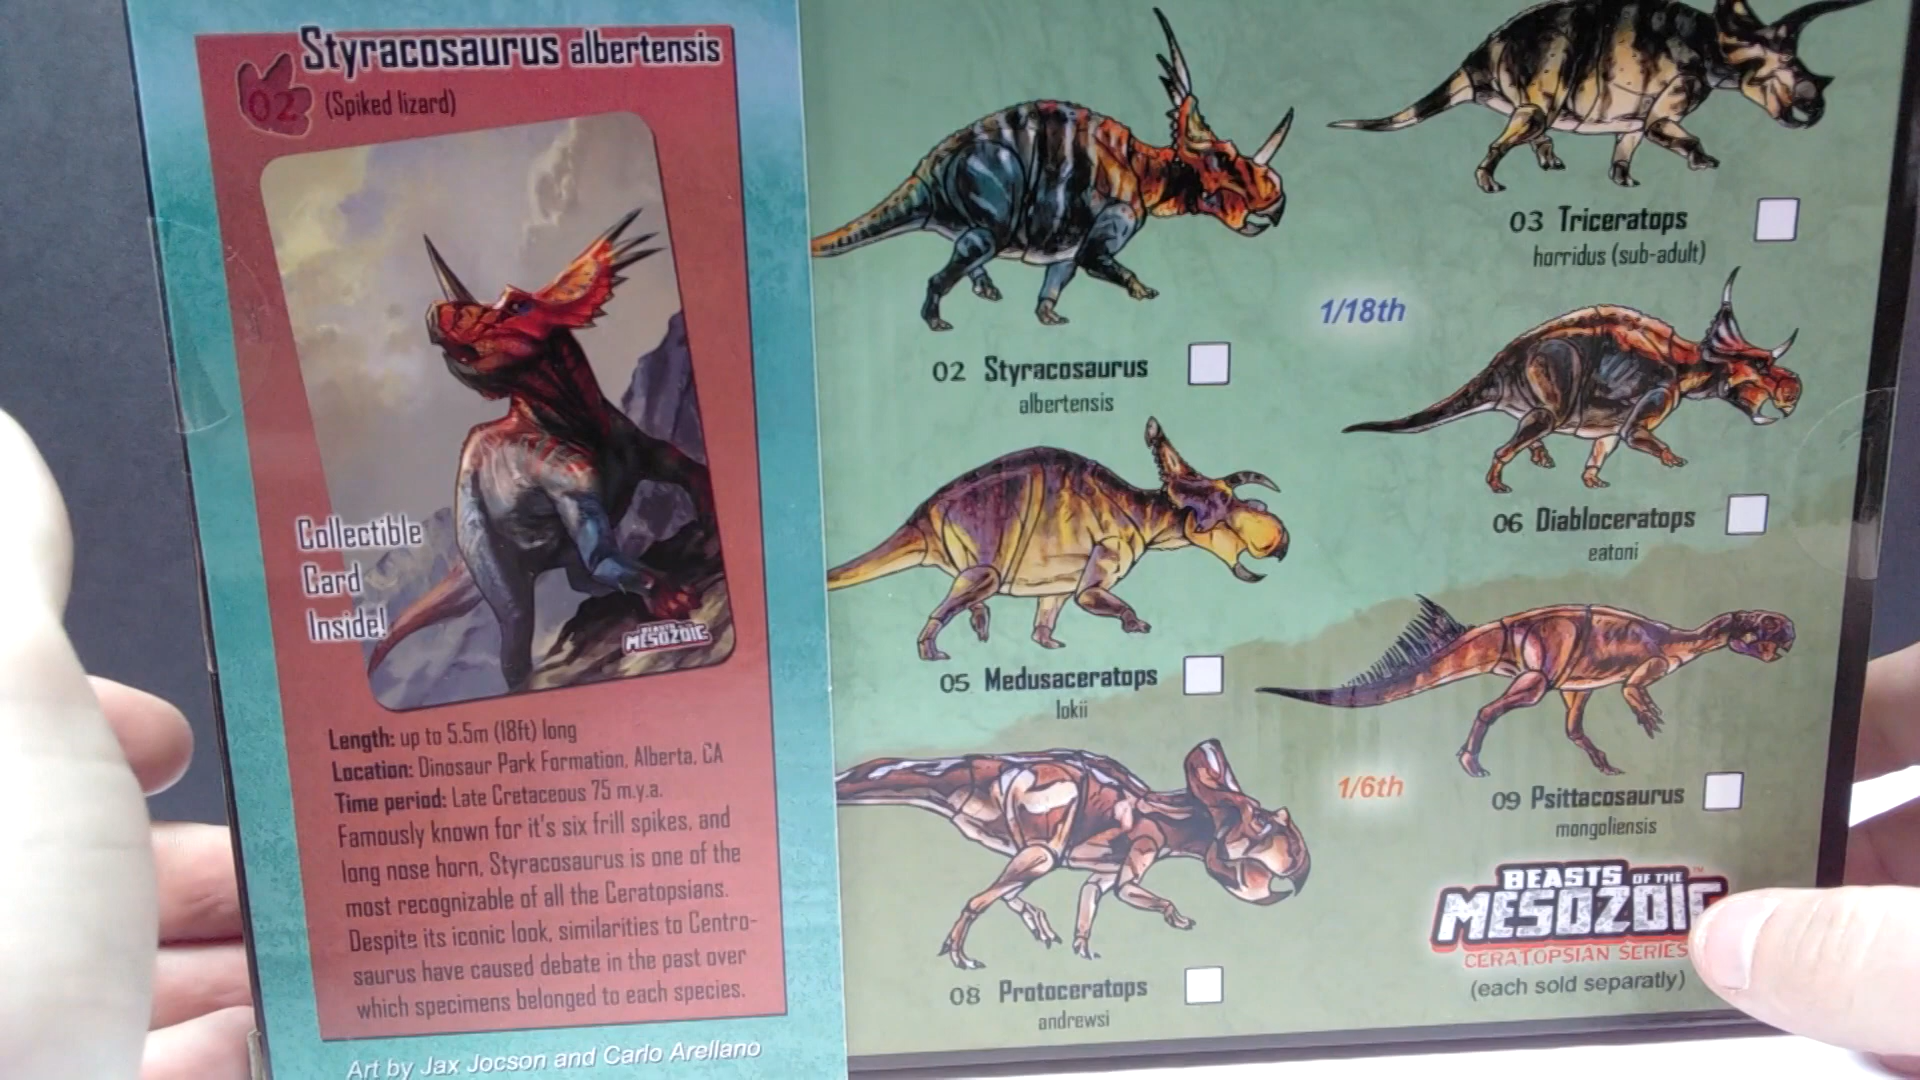 Styracosaurus albertensis
02
(Spiked lizard)
Collectible
Card
Inside!
BEASTS OF THE
MESOZOIC
Length: up to 5.5m (18ft) long
Location: Dinosaur Park Formation, Alberta, CA
Time period: Late Cretaceous 75 m.y.a.
Famously known for it's six frill spikes, and
long nose horn, Styracosaurus is one of the
most recognizable of all the Ceratopsians.
Despite its iconic look, similarities to Centro-
saurus have caused debate in the past over
which specimens belonged to each species.
Art by Jax Jocson and Carlo Arellano
02 Styracosaurus
albertensis
03 Triceratops
horridus (sub-adult)
1/18th
05 Medusaceratops
lokii
06 Diabloceratops
eatoni
1/6th
08 Protoceratops
andrewsi
09 Psittacosaurus
mongoliensis
BEASTS OF THE
MESOZOIC™
CERATOPSIAN SERIES
(each sold separatly)